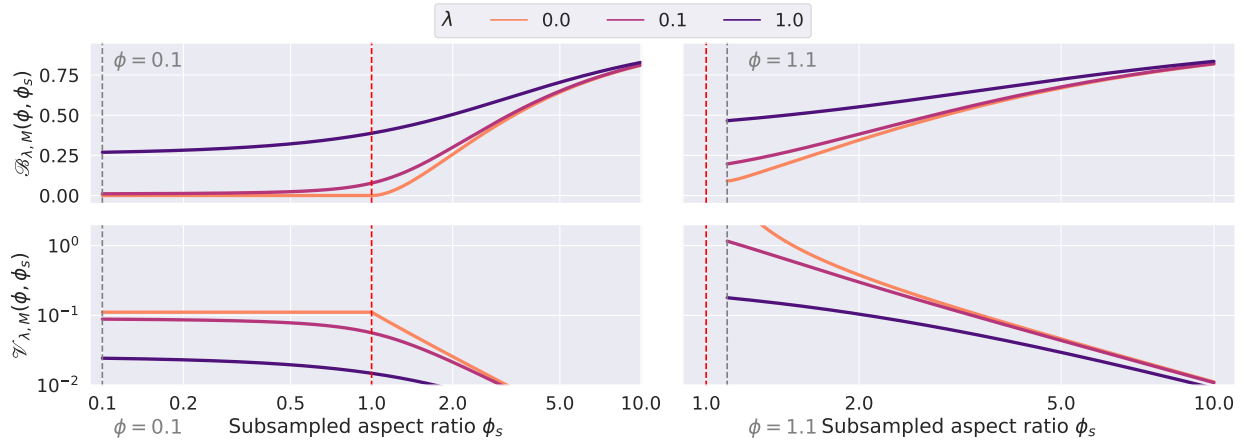 λ 0.0 0.1 1.0
ϕ = 0.1
ϕ = 1.1
ℬλ,M(ϕ, ϕs)
0.75
0.50
0.25
0.00
𝒱λ,M(ϕ, ϕs)
10⁰
10⁻¹
10⁻²
0.1 0.2 0.5 1.0 2.0 5.0 10.0
1.0 2.0 5.0 10.0
ϕ = 0.1 Subsampled aspect ratio ϕs
ϕ = 1.1 Subsampled aspect ratio ϕs